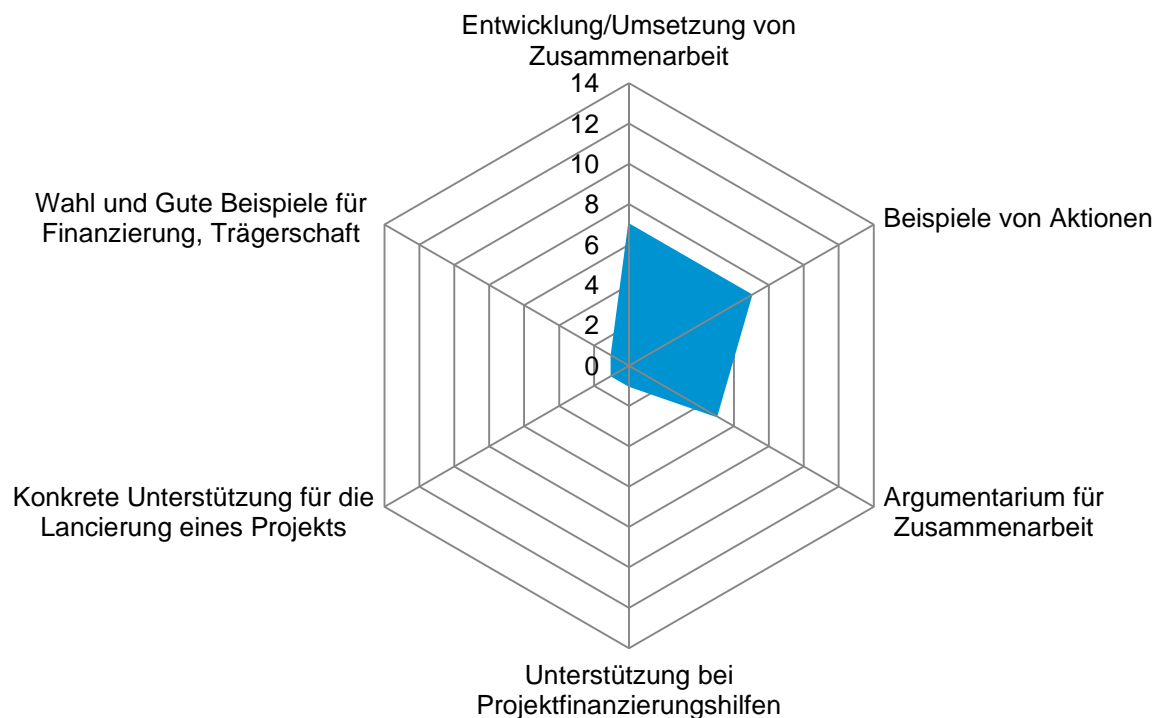 Entwicklung/Umsetzung von
Zusammenarbeit
14
12
10
8
6
4
2
0
Beispiele von Aktionen
Argumentarium für
Zusammenarbeit
Unterstützung bei
Projektfinanzierungshilfen
Konkrete Unterstützung für die
Lancierung eines Projekts
Wahl und Gute Beispiele für
Finanzierung, Trägerschaft